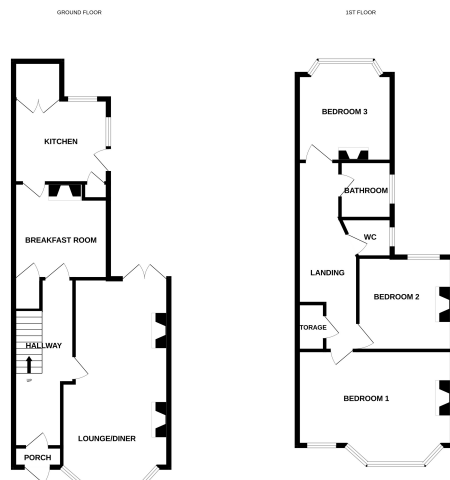 GROUND FLOOR
1ST FLOOR
KITCHEN
BREAKFAST ROOM
HALLWAY
UP
LOUNGE/DINER
PORCH
BEDROOM 3
BATHROOM
WC
LANDING
BEDROOM 2
TORAGE
BEDROOM 1